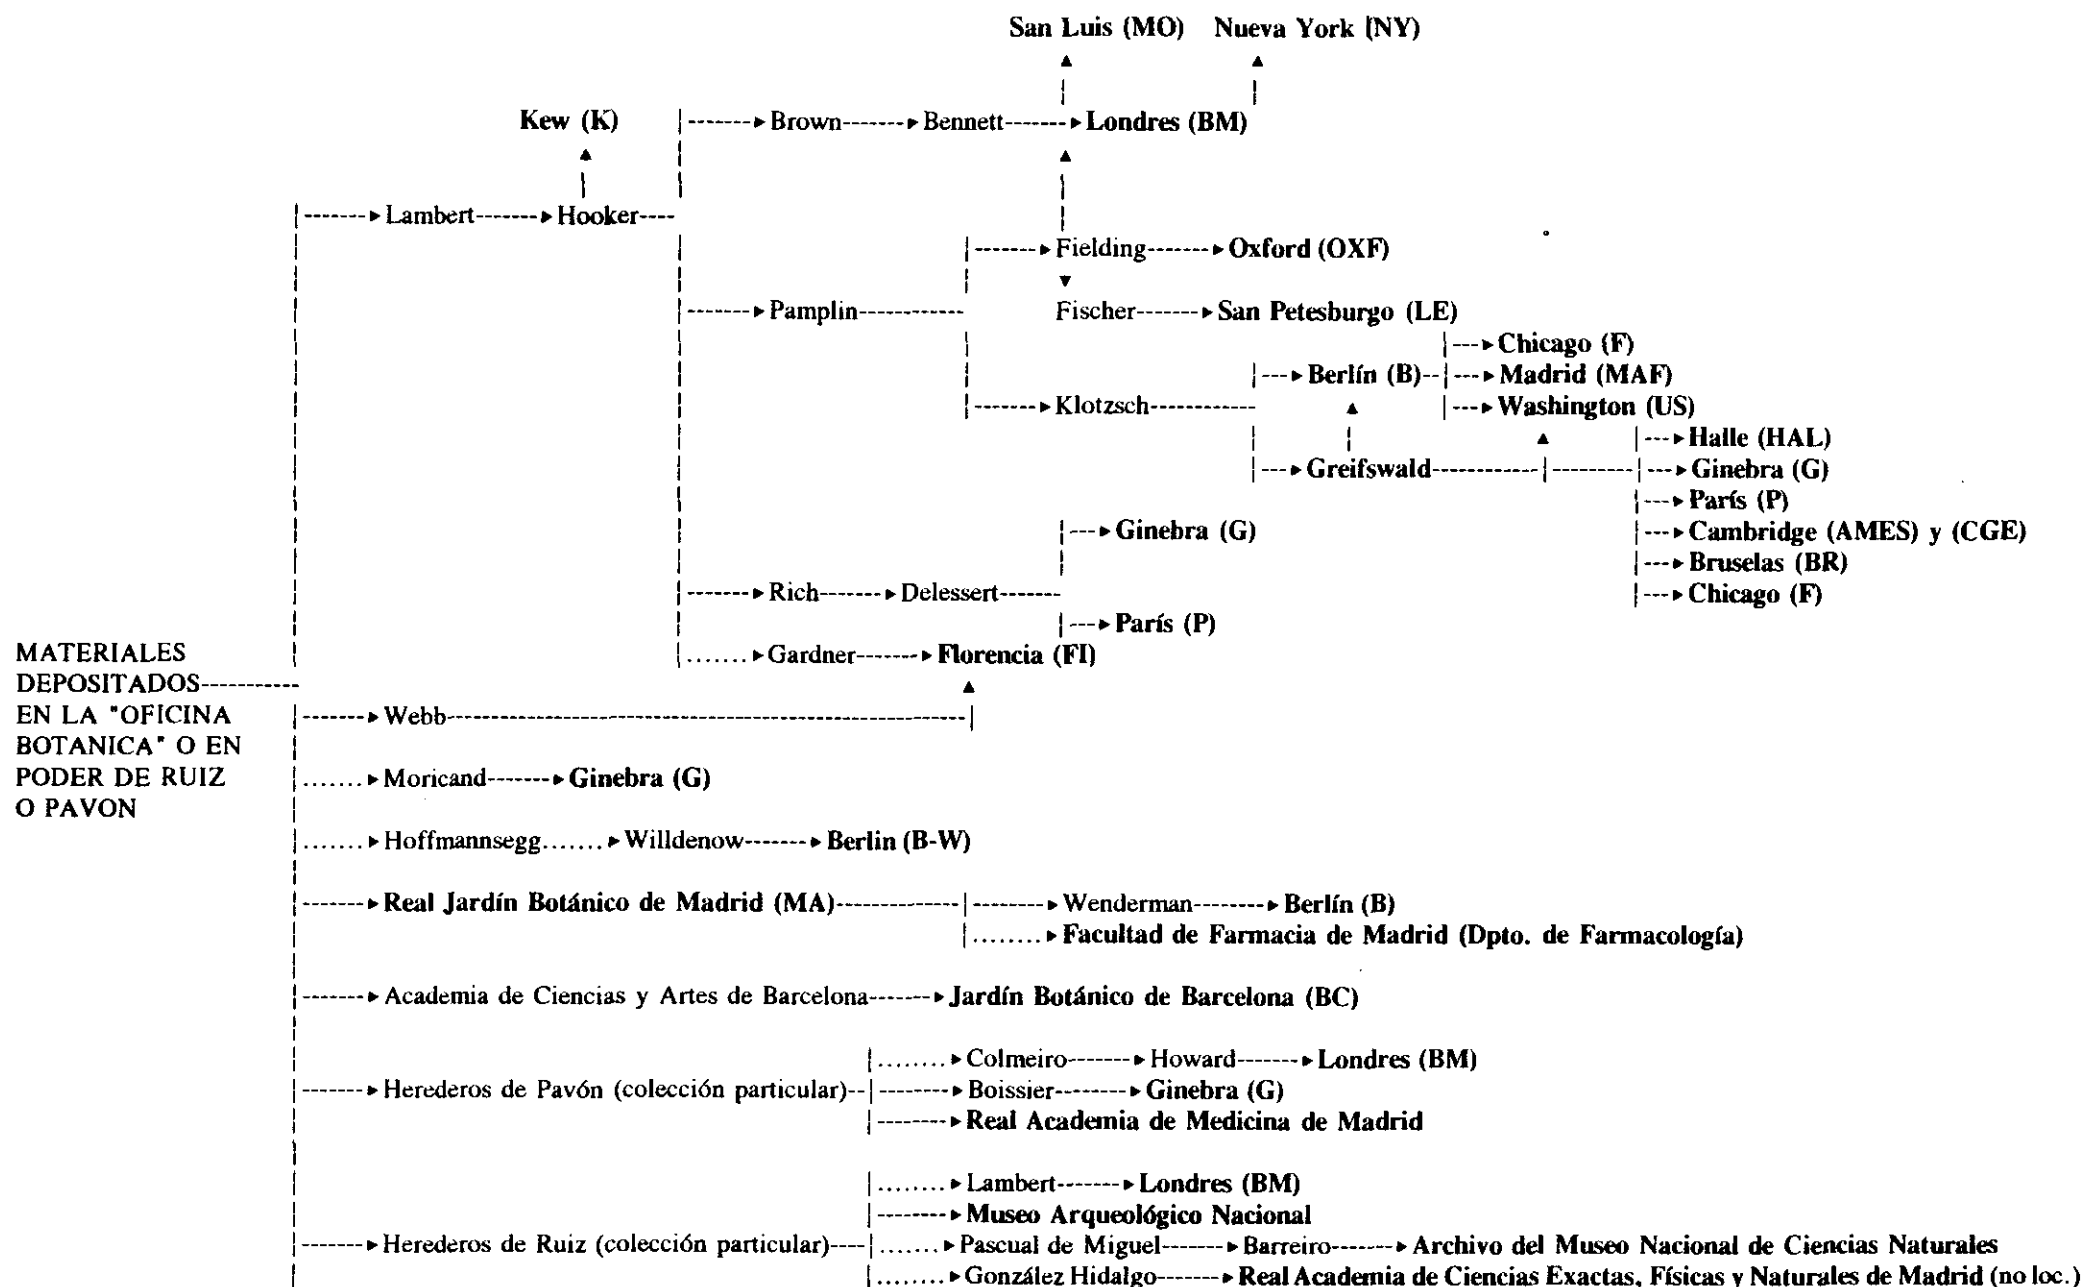 San Luis (MO) Nueva York (NY)
Kew (K)
Brown Bennett Londres (BM)
Lambert Hooker
Fielding Oxford (OXF)
Pamplin
Fischer San Petesburgo (LE)
Chicago (F)
Berlín (B) Madrid (MAF)
Klotzsch Washington (US)
Halle (HAL)
Greifswald Ginebra (G)
París (P)
Ginebra (G) Cambridge (AMES) y (CGE)
Bruselas (BR)
Rich Delessert Chicago (F)
París (P)
Gardner Florencia (FI)
MATERIALES
DEPOSITADOS
EN LA "OFICINA
BOTANICA" O EN
PODER DE RUIZ
O PAVON
Webb
Moricand Ginebra (G)
Hoffmannsegg Willdenow Berlin (B-W)
Real Jardín Botánico de Madrid (MA) Wenderman Berlín (B)
Facultad de Farmacia de Madrid (Dpto. de Farmacología)
Academia de Ciencias y Artes de Barcelona Jardín Botánico de Barcelona (BC)
Colmeiro Howard Londres (BM)
Herederos de Pavón (colección particular) Boissier Ginebra (G)
Real Academia de Medicina de Madrid
Lambert Londres (BM)
Museo Arqueológico Nacional
Herederos de Ruiz (colección particular) Pascual de Miguel Barreiro Archivo del Museo Nacional de Ciencias Naturales
González Hidalgo Real Academia de Ciencias Exactas, Físicas y Naturales de Madrid (no loc.)